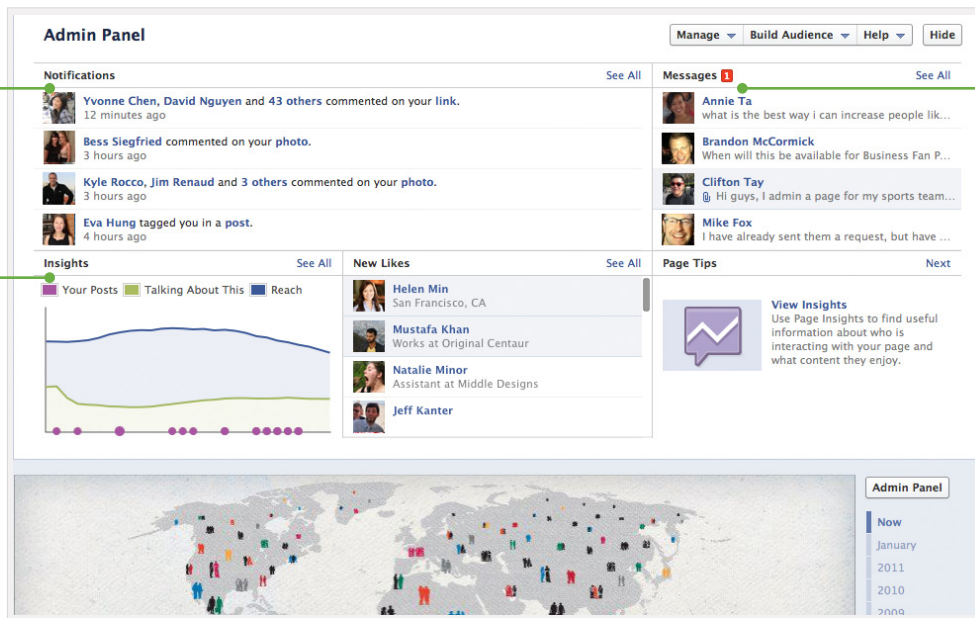 Admin Panel
Manage Build Audience Help Hide
Notifications See All
Yvonne Chen, David Nguyen and 43 others commented on your link.
12 minutes ago
Bess Siegfried commented on your photo.
3 hours ago
Kyle Rocco, Jim Renaud and 3 others commented on your photo.
3 hours ago
Eva Hung tagged you in a post.
4 hours ago
Messages 1 See All
Annie Ta
what is the best way i can increase people lik...
Brandon McCormick
When will this be available for Business Fan P...
Clifton Tay
Hi guys, I admin a page for my sports team...
Mike Fox
I have already sent them a request, but have ...
Insights See All
Your Posts Talking About This Reach
New Likes See All
Helen Min
San Francisco, CA
Mustafa Khan
Works at Original Centaur
Natalie Minor
Assistant at Middle Designs
Jeff Kanter
Page Tips Next
View Insights
Use Page Insights to find useful
information about who is
interacting with your page and
what content they enjoy.
Admin Panel
Now
January
2011
2010
2009